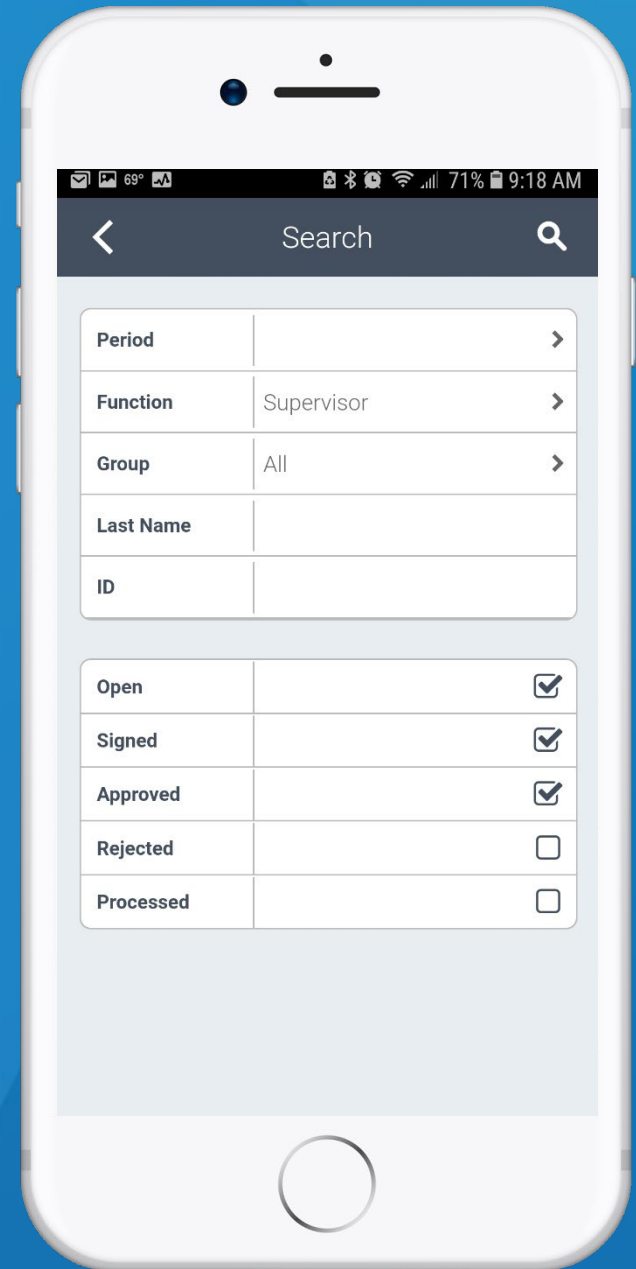 69° 71% 9:18 AM
Search
Period
Function Supervisor
Group All
Last Name
ID
Open
Signed
Approved
Rejected
Processed